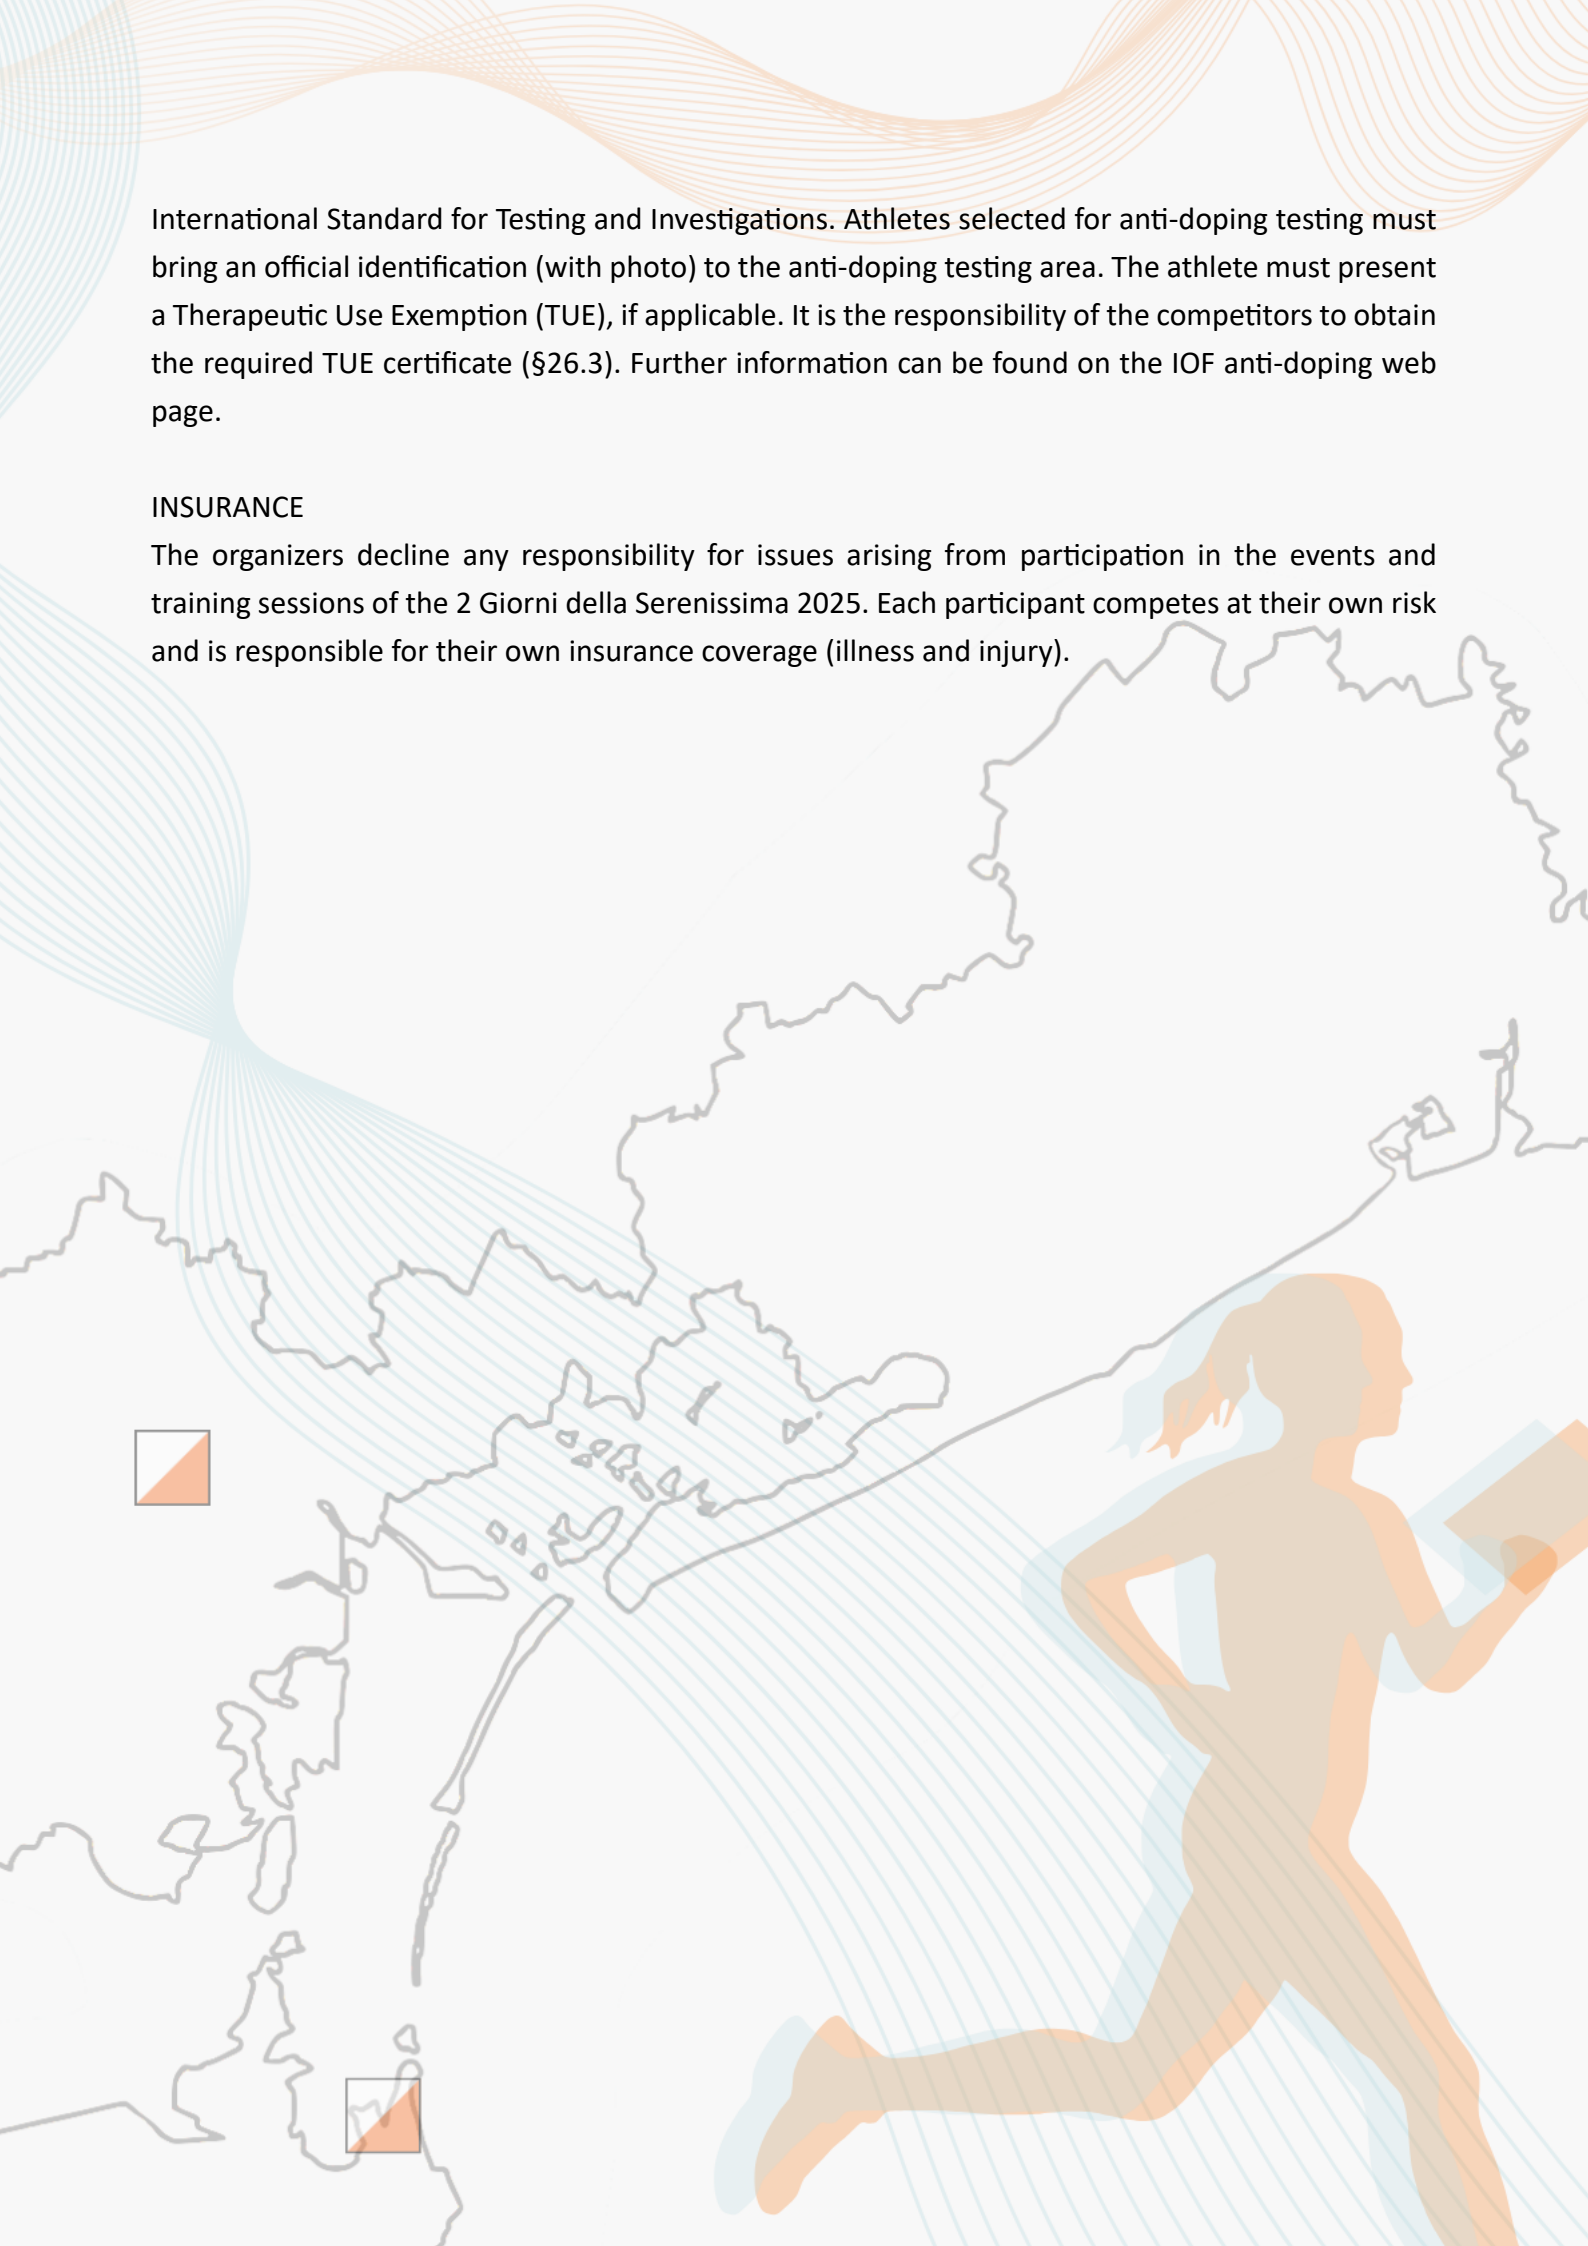 International Standard for Testing and Investigations. Athletes selected for anti-doping testing must
bring an official identification (with photo) to the anti-doping testing area. The athlete must present
a Therapeutic Use Exemption (TUE), if applicable. It is the responsibility of the competitors to obtain
the required TUE certificate (§26.3). Further information can be found on the IOF anti-doping web
page.
INSURANCE
The organizers decline any responsibility for issues arising from participation in the events and
training sessions of the 2 Giorni della Serenissima 2025. Each participant competes at their own risk
and is responsible for their own insurance coverage (illness and injury).